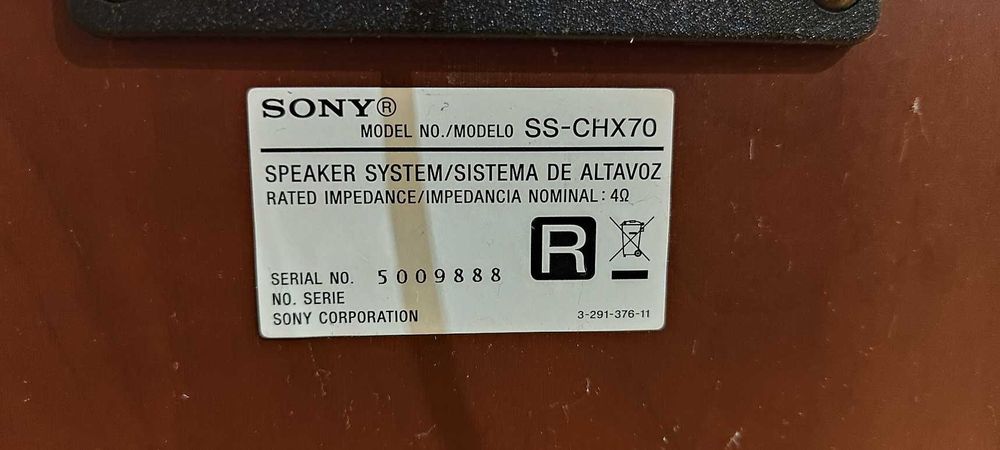 SONY®
MODEL NO./MODELO SS-CHX70
SPEAKER SYSTEM/SISTEMA DE ALTAVOZ
RATED IMPEDANCE/IMPEDANCIA NOMINAL: 4Ω
R
SERIAL NO. 5009888
NO. SERIE
SONY CORPORATION 3-291-376-11